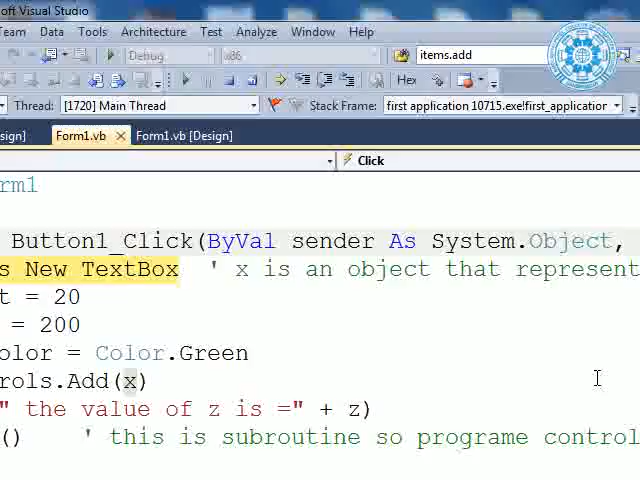 soft Visual Studio
Team Data Tools Architecture Test Analyze Window Help
Debug x86 items.add
Hex
Thread: [1720] Main Thread Stack Frame: first application 10715.exe!first_application
sign] Form1.vb Form1.vb [Design]
Click
rm1
Button1_Click(ByVal sender As System.Object,
s New TextBox ' x is an object that represent
t = 20
= 200
olor = Color.Green
rols.Add(x)
" the value of z is =" + z)
() ' this is subroutine so programe control